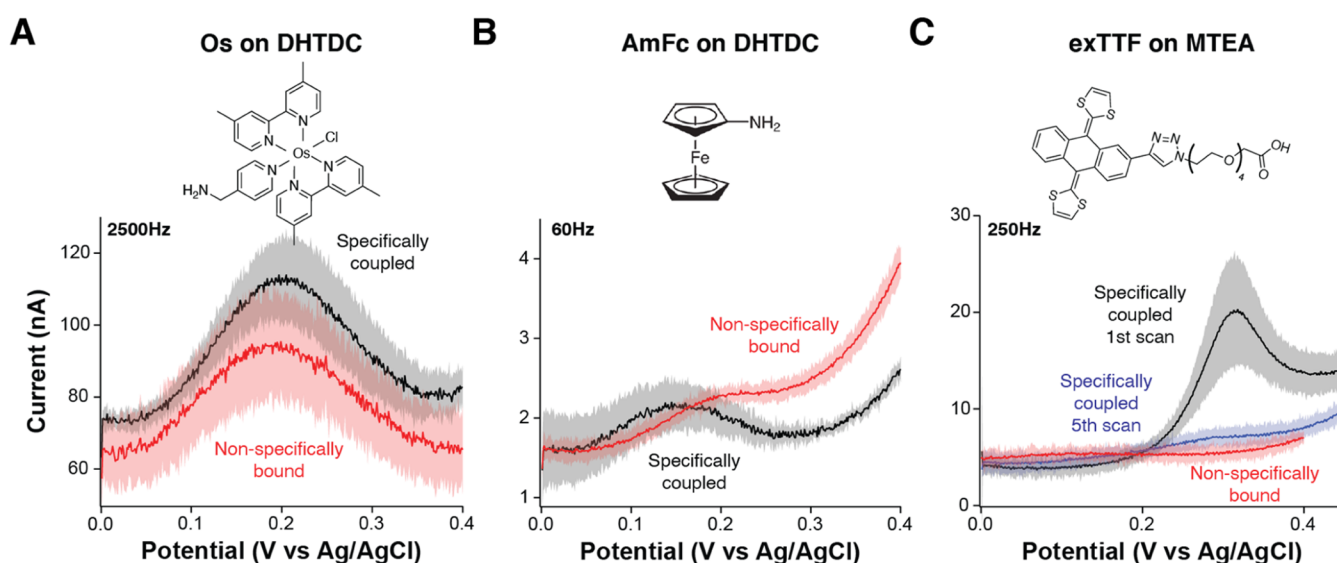 A
Os on DHTDC
N
N
N
Cl
Os
N
N
N
H₂N
2500Hz
Specifically
coupled
Non-specifically
bound
120
100
80
60
Current (nA)
0.0
0.1
0.2
0.3
0.4
Potential (V vs Ag/AgCl)
B
AmFc on DHTDC
NH₂
Fe
60Hz
Non-specifically
bound
Specifically
coupled
4
3
2
1
0.0
0.1
0.2
0.3
0.4
Potential (V vs Ag/AgCl)
C
exTTF on MTEA
S
S
N=N
N
O
4
OH
O
S
S
250Hz
Specifically
coupled
1st scan
Specifically
coupled
5th scan
Non-specifically
bound
30
20
10
0
0.0
0.2
0.4
Potential (V vs Ag/AgCl)